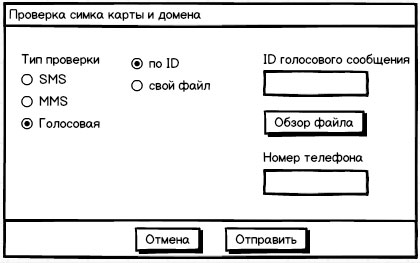 Проверка симка карты и домена
Тип проверки
SMS
MMS
Голосовая
по ID
свой файл
ID голосового сообщения
Обзор файла
Номер телефона
Отмена
Отправить